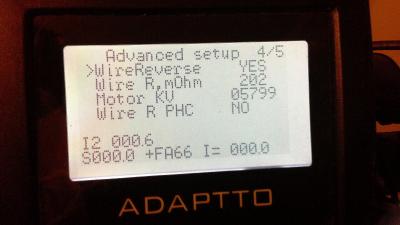 Advanced setup 4/5
>WireReverse YES
Wire R,mOhm 202
Motor KV 05799
Wire R PHC NO
I2 000.6
S000.0 +FA66 I= 000.0
ADAPTTO